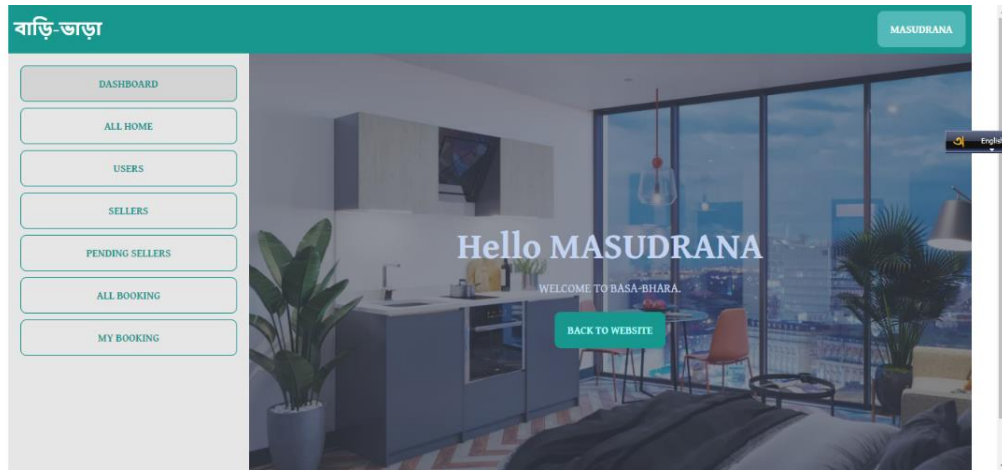 বাড়ি-ভাড়া
MASUDRANA
DASHBOARD
ALL HOME
USERS
SELLERS
PENDING SELLERS
ALL BOOKING
MY BOOKING
Hello MASUDRANA
WELCOME TO BASA-BHARA.
BACK TO WEBSITE
অ